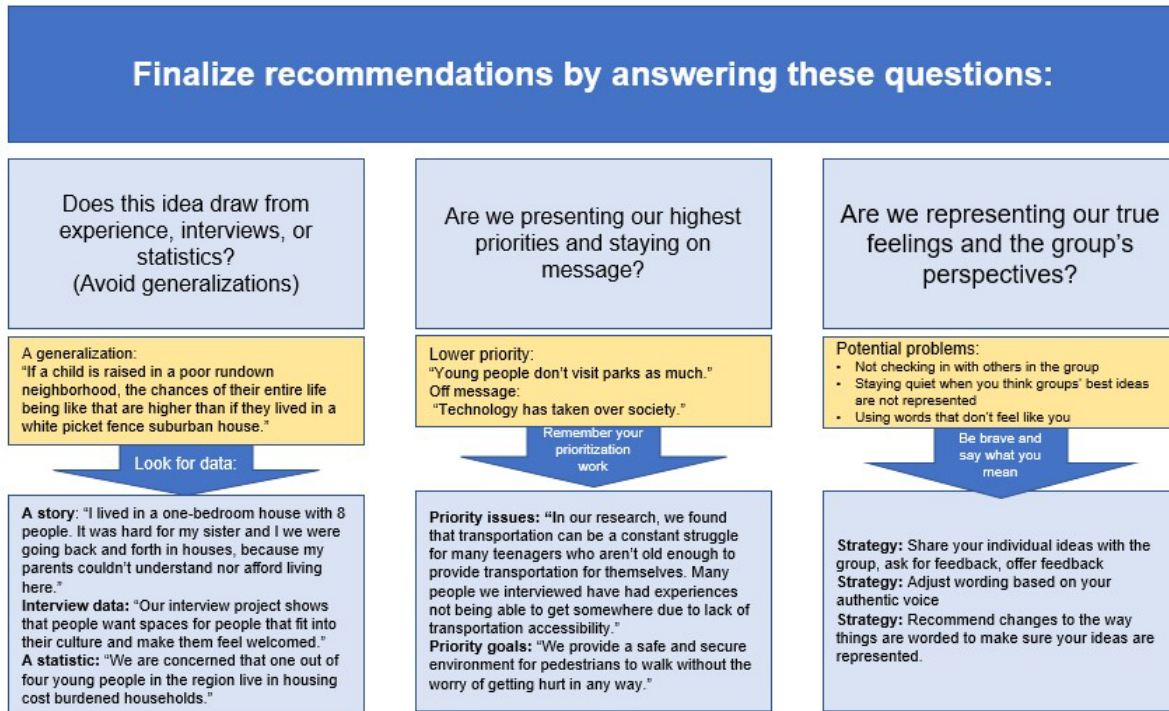 Finalize recommendations by answering these questions:
Does this idea draw from
experience, interviews, or
statistics?
(Avoid generalizations)
A generalization:
“If a child is raised in a poor rundown
neighborhood, the chances of their entire life
being like that are higher than if they lived in a
white picket fence suburban house.”
Look for data:
A story: “I lived in a one-bedroom house with 8
people. It was hard for my sister and I we were
going back and forth in houses, because my
parents couldn’t understand nor afford living
here.”
Interview data: “Our interview project shows
that people want spaces for people that fit into
their culture and make them feel welcomed.”
A statistic: “We are concerned that one out of
four young people in the region live in housing
cost burdened households.”
Are we presenting our highest
priorities and staying on
message?
Lower priority:
“Young people don’t visit parks as much.”
Off message:
“Technology has taken over society.”
Remember your
prioritization
work
Priority issues: “In our research, we found
that transportation can be a constant struggle
for many teenagers who aren’t old enough to
provide transportation for themselves. Many
people we interviewed have had experiences
not being able to get somewhere due to lack of
transportation accessibility.”
Priority goals: “We provide a safe and secure
environment for pedestrians to walk without the
worry of getting hurt in any way.”
Are we representing our true
feelings and the group’s
perspectives?
Potential problems:
• Not checking in with others in the group
• Staying quiet when you think groups’ best ideas
are not represented
• Using words that don’t feel like you
Be brave and
say what you
mean
Strategy: Share your individual ideas with the
group, ask for feedback, offer feedback
Strategy: Adjust wording based on your
authentic voice
Strategy: Recommend changes to the way
things are worded to make sure your ideas are
represented.